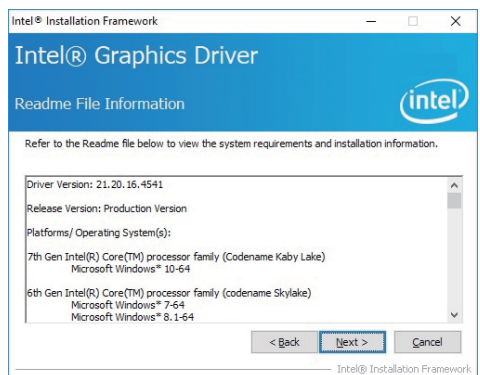 Intel® Installation Framework
Intel® Graphics Driver
Readme File Information
intel
Refer to the Readme file below to view the system requirements and installation information.
Driver Version: 21.20.16.4541
Release Version: Production Version
Platforms/ Operating System(s):
7th Gen Intel(R) Core(TM) processor family (Codename Kaby Lake)
Microsoft Windows* 10-64
6th Gen Intel(R) Core(TM) processor family (codename Skylake)
Microsoft Windows* 7-64
Microsoft Windows* 8.1-64
< Back Next > Cancel
Intel® Installation Framework